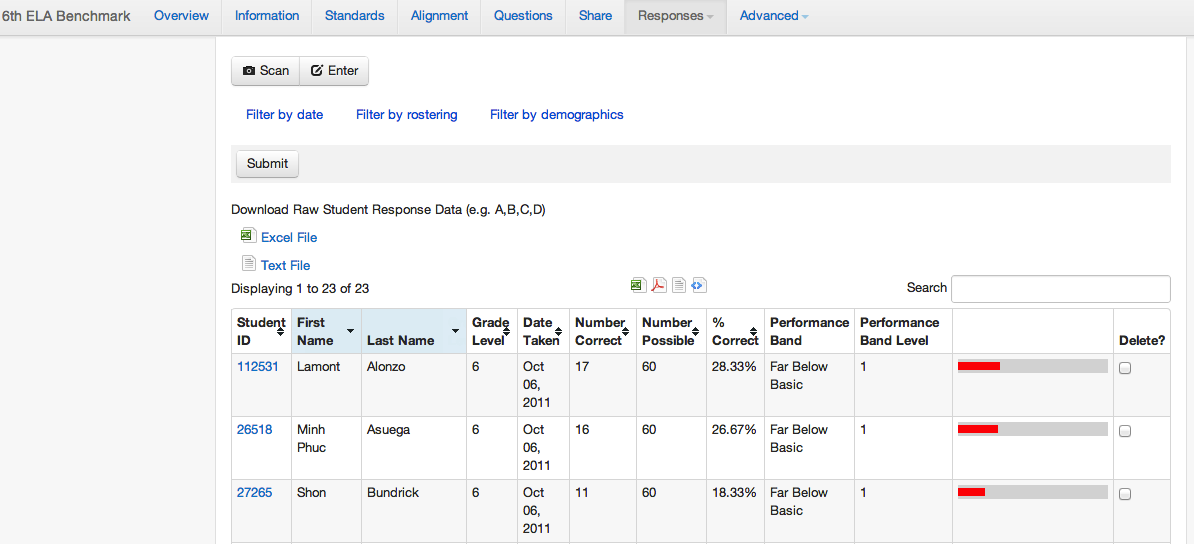 6th ELA Benchmark Overview Information Standards Alignment Questions Share Responses Advanced
Scan Enter
Filter by date Filter by rostering Filter by demographics
Submit
Download Raw Student Response Data (e.g. A,B,C,D)
Excel File
Text File
Displaying 1 to 23 of 23 Search
Student ID First Name Last Name Grade Level Date Taken Number Correct Number Possible % Correct Performance Band Performance Band Level Delete?
112531 Lamont Alonzo 6 Oct 06, 2011 17 60 28.33% Far Below Basic 1
26518 Minh Phuc Asuega 6 Oct 06, 2011 16 60 26.67% Far Below Basic 1
27265 Shon Bundrick 6 Oct 06, 2011 11 60 18.33% Far Below Basic 1